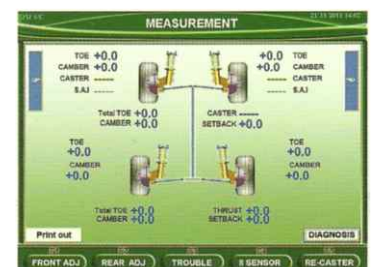 MEASUREMENT
TOE +0.0
+0.0 TOE
CAMBER +0.0
+0.0 CAMBER
CASTER -----
----- CASTER
S.A.I -----
----- S.A.I
Total TOE +0.0
CASTER -----
CAMBER +0.0
SETBACK +0.0
TOE
+0.0
TOE
+0.0
CAMBER
+0.0
CAMBER
+0.0
Total TOE +0.0
THRUST +0.0
CAMBER +0.0
SETBACK +0.0
Print out
DIAGNOSIS
FRONT ADJ
REAR ADJ
TROUBLE
8 SENSOR
RE-CASTER